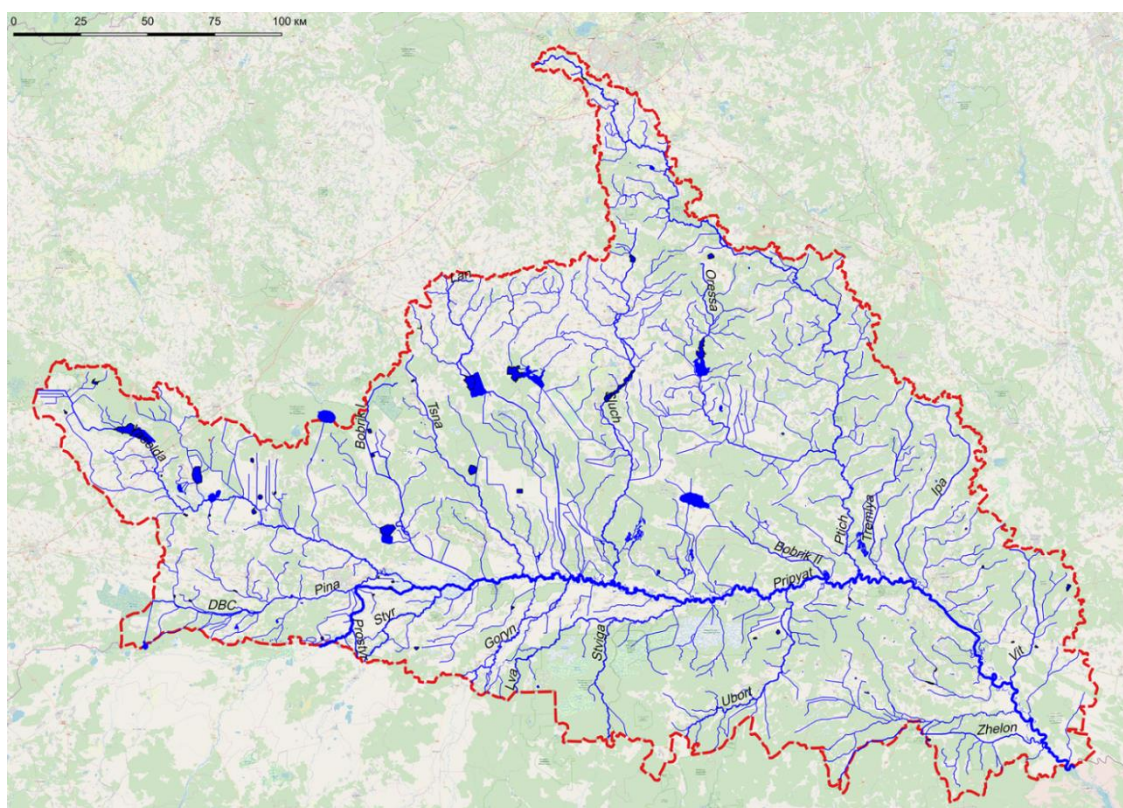 0 25 50 75 100 км
Lan
Oressa
Tsna
Bobrik I
Ipa
Tremlya
Ptich
Bobrik II
Pripyat
Pina
DBC
Styr
Prostyr
Goryn
Lva
Stviga
Ubort
Vit
Zhelon